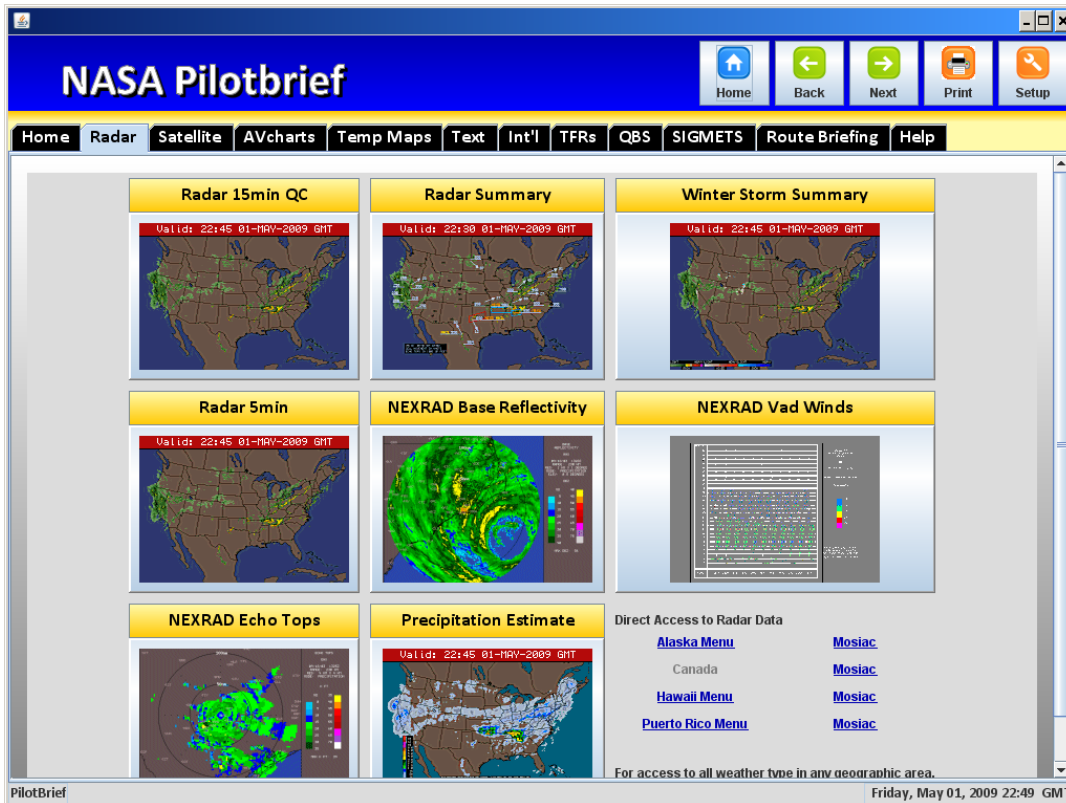 NASA Pilotbrief
Home Back Next Print Setup
Home Radar Satellite AVcharts Temp Maps Text Int'l TFRs QBS SIGMETS Route Briefing Help
Radar 15min QC
Valid: 22:45 01-MAY-2009 GMT
Radar Summary
Valid: 22:30 01-MAY-2009 GMT
Winter Storm Summary
Valid: 22:45 01-MAY-2009 GMT
Radar 5min
Valid: 22:45 01-MAY-2009 GMT
NEXRAD Base Reflectivity
NEXRAD Vad Winds
NEXRAD Echo Tops
Precipitation Estimate
Valid: 22:45 01-MAY-2009 GMT
Direct Access to Radar Data
Alaska Menu Mosiac
Canada Mosiac
Hawaii Menu Mosiac
Puerto Rico Menu Mosiac
For access to all weather type in any geographic area.
PilotBrief
Friday, May 01, 2009 22:49 GMT